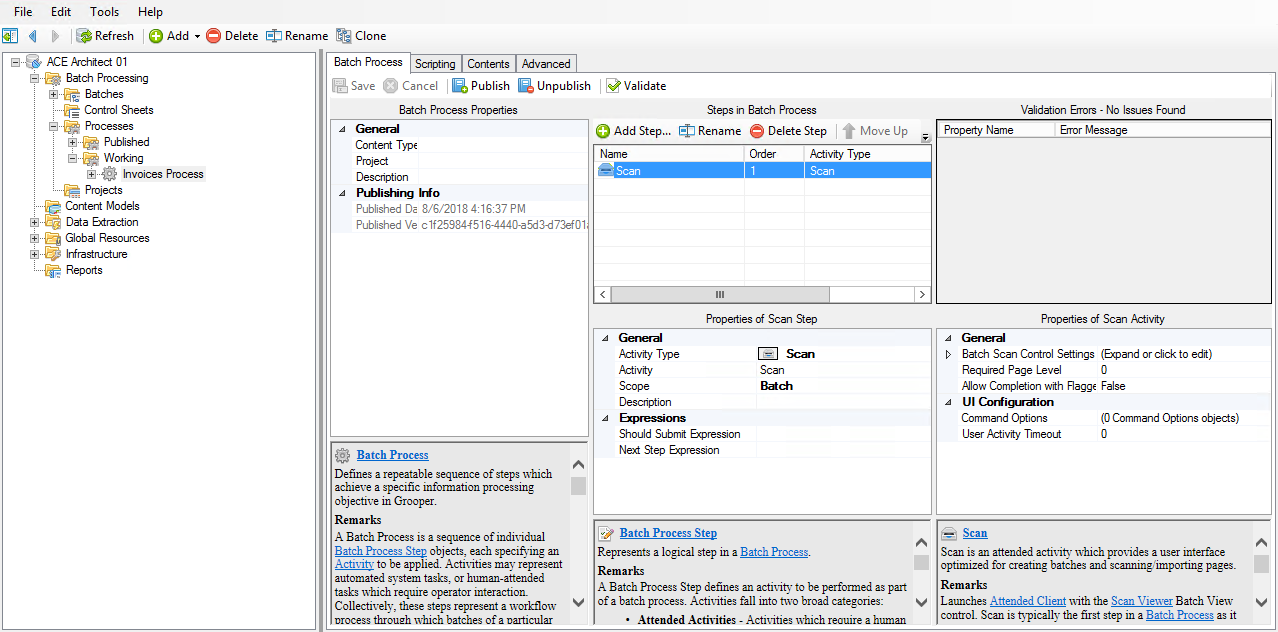 File Edit Tools Help
Refresh Add Delete Rename Clone
ACE Architect 01
Batch Processing
Batches
Control Sheets
Processes
Published
Working
Invoices Process
Projects
Content Models
Data Extraction
Global Resources
Infrastructure
Reports
Batch Process Scripting Contents Advanced
Save Cancel Publish Unpublish Validate
Batch Process Properties
General
Content Type
Project
Description
Publishing Info
Published Da 8/6/2018 4:16:37 PM
Published Ve c1f25984-f516-4440-a5d3-d73ef01a
Batch Process
Defines a repeatable sequence of steps which
achieve a specific information processing
objective in Grooper.
Remarks
A Batch Process is a sequence of individual
Batch Process Step objects, each specifying an
Activity to be applied. Activities may represent
automated system tasks, or human-attended
tasks which require operator interaction.
Collectively, these steps represent a workflow
process through which batches of a particular
Steps in Batch Process
Add Step... Rename Delete Step Move Up
Name Order Activity Type
Scan 1 Scan
Properties of Scan Step
General
Activity Type Scan
Activity Scan
Scope Batch
Description
Expressions
Should Submit Expression
Next Step Expression
Batch Process Step
Represents a logical step in a Batch Process.
Remarks
A Batch Process Step defines an activity to be performed as part
of a batch process. Activities fall into two broad categories:
• Attended Activities - Activities which require a human
Validation Errors - No Issues Found
Property Name Error Message
Properties of Scan Activity
General
Batch Scan Control Settings (Expand or click to edit)
Required Page Level 0
Allow Completion with Flagge False
UI Configuration
Command Options (0 Command Options objects)
User Activity Timeout 0
Scan
Scan is an attended activity which provides a user interface
optimized for creating batches and scanning/importing pages.
Remarks
Launches Attended Client with the Scan Viewer Batch View
control. Scan is typically the first step in a Batch Process as it